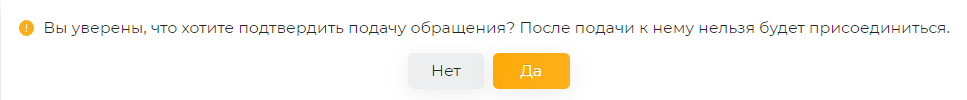 Вы уверены, что хотите подтвердить подачу обращения? После подачи к нему нельзя будет присоединиться.
Нет
Да